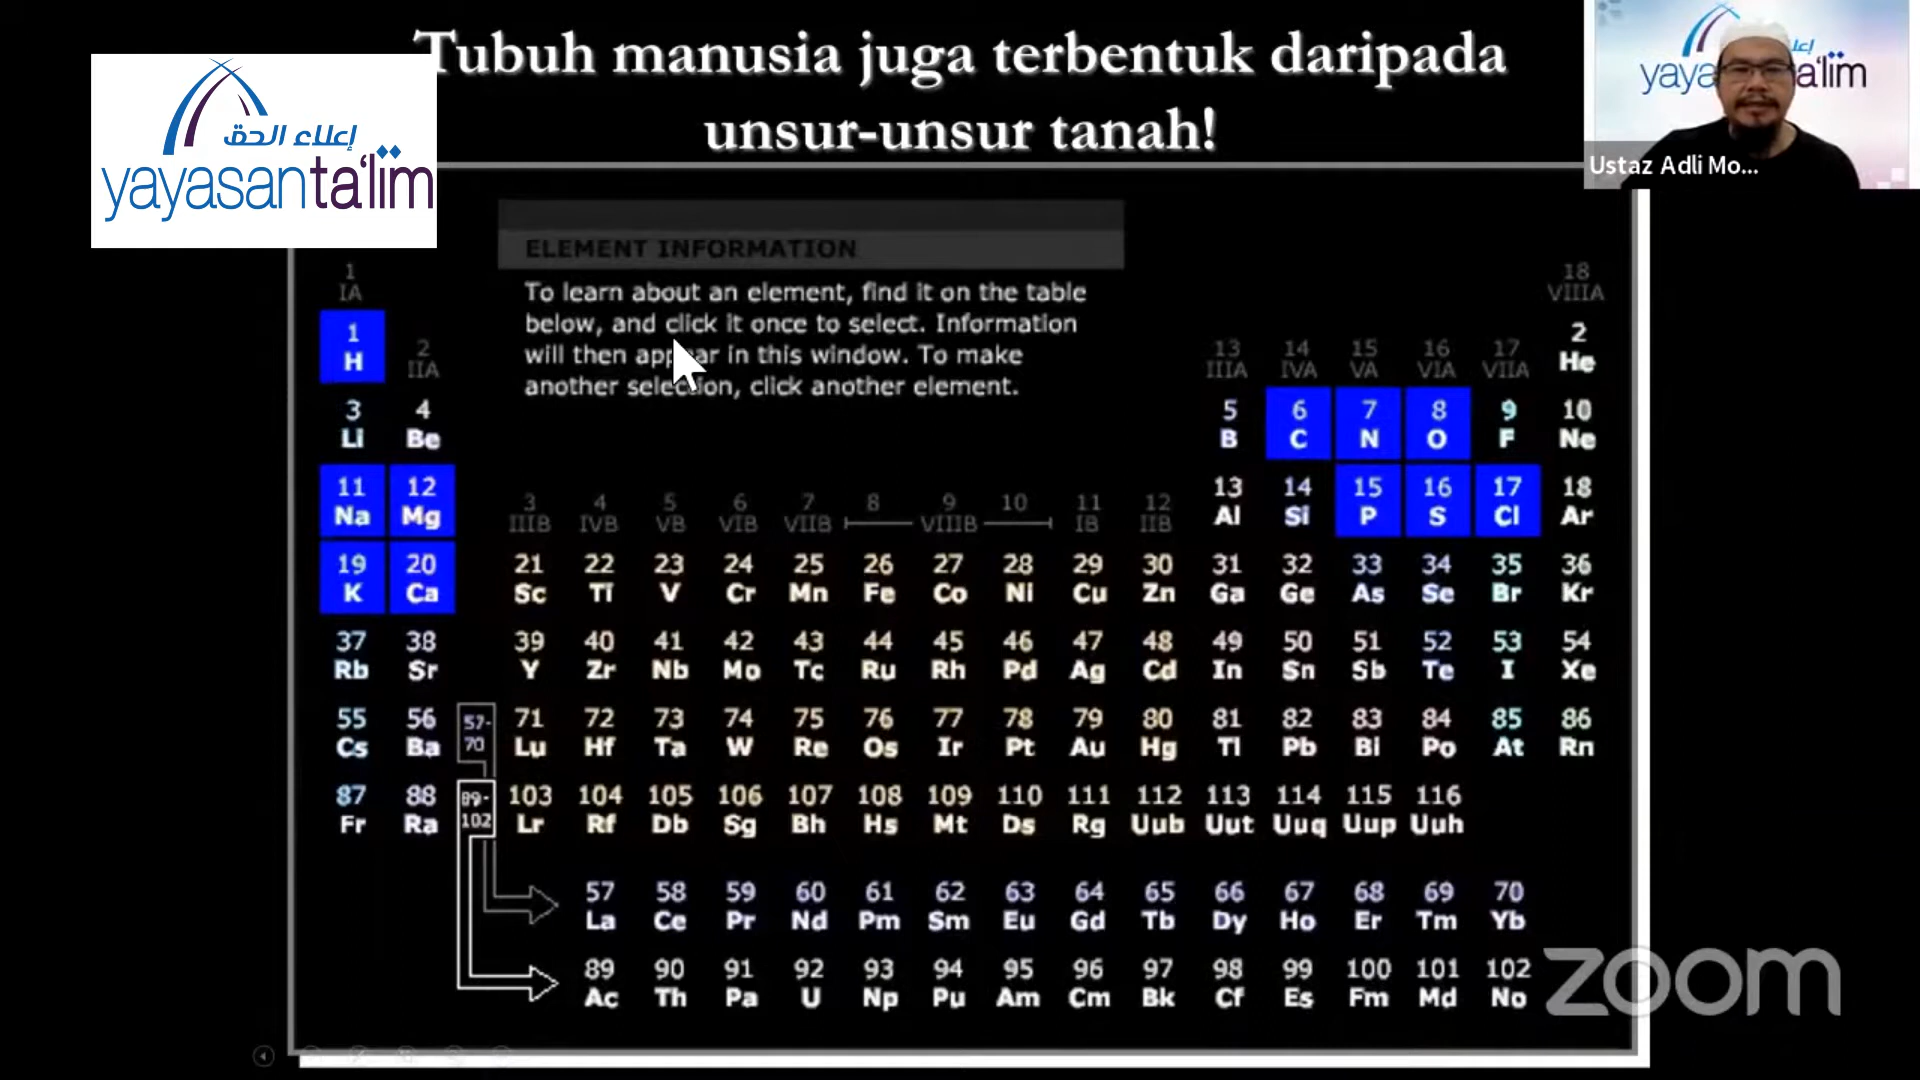 Tubuh manusia juga terbentuk daripada
unsur-unsur tanah!
إعلاء الحق
yayasanta'lim
إعلاء
yaya a'lim
Ustaz Adli Mo...
ELEMENT INFORMATION
To learn about an element, find it on the table
below, and click it once to select. Information
will then appear in this window. To make
another selection, click another element.
1 18
IA VIIIA
1 2
H 2 13 14 15 16 17 He
IIA IIIA IVA VA VIA VIIA
3 4 5 6 7 8 9 10
Li Be B C N O F Ne
11 12 13 14 15 16 17 18
Na Mg Al Si P S Cl Ar
3 4 5 6 7 8 9 10 11 12
IIIB IVB VB VIB VIIB VIIIB IB IIB
19 20 21 22 23 24 25 26 27 28 29 30 31 32 33 34 35 36
K Ca Sc Ti V Cr Mn Fe Co Ni Cu Zn Ga Ge As Se Br Kr
37 38 39 40 41 42 43 44 45 46 47 48 49 50 51 52 53 54
Rb Sr Y Zr Nb Mo Tc Ru Rh Pd Ag Cd In Sn Sb Te I Xe
55 56 57- 71 72 73 74 75 76 77 78 79 80 81 82 83 84 85 86
Cs Ba 70 Lu Hf Ta W Re Os Ir Pt Au Hg Tl Pb Bi Po At Rn
87 88 89- 103 104 105 106 107 108 109 110 111 112 113 114 115 116
Fr Ra 102 Lr Rf Db Sg Bh Hs Mt Ds Rg Uub Uut Uuq Uup Uuh
57 58 59 60 61 62 63 64 65 66 67 68 69 70
La Ce Pr Nd Pm Sm Eu Gd Tb Dy Ho Er Tm Yb
89 90 91 92 93 94 95 96 97 98 99 100 101 102
Ac Th Pa U Np Pu Am Cm Bk Cf Es Fm Md No
zoom